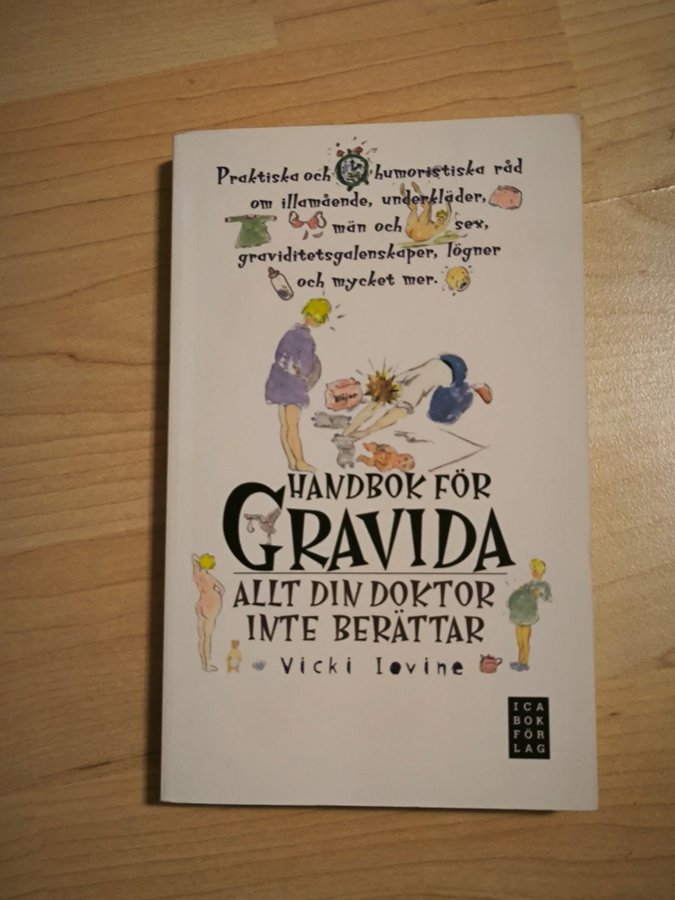 Praktiska och humoristiska råd
om illamående, underkläder,
män och sex,
graviditetsgalenskaper, lögner
och mycket mer.
Blöjor
HANDBOK FÖR
GRAVIDA
ALLT DIN DOKTOR
INTE BERÄTTAR
Vicki Iovine
ICA
BOK
FÖR
LAG